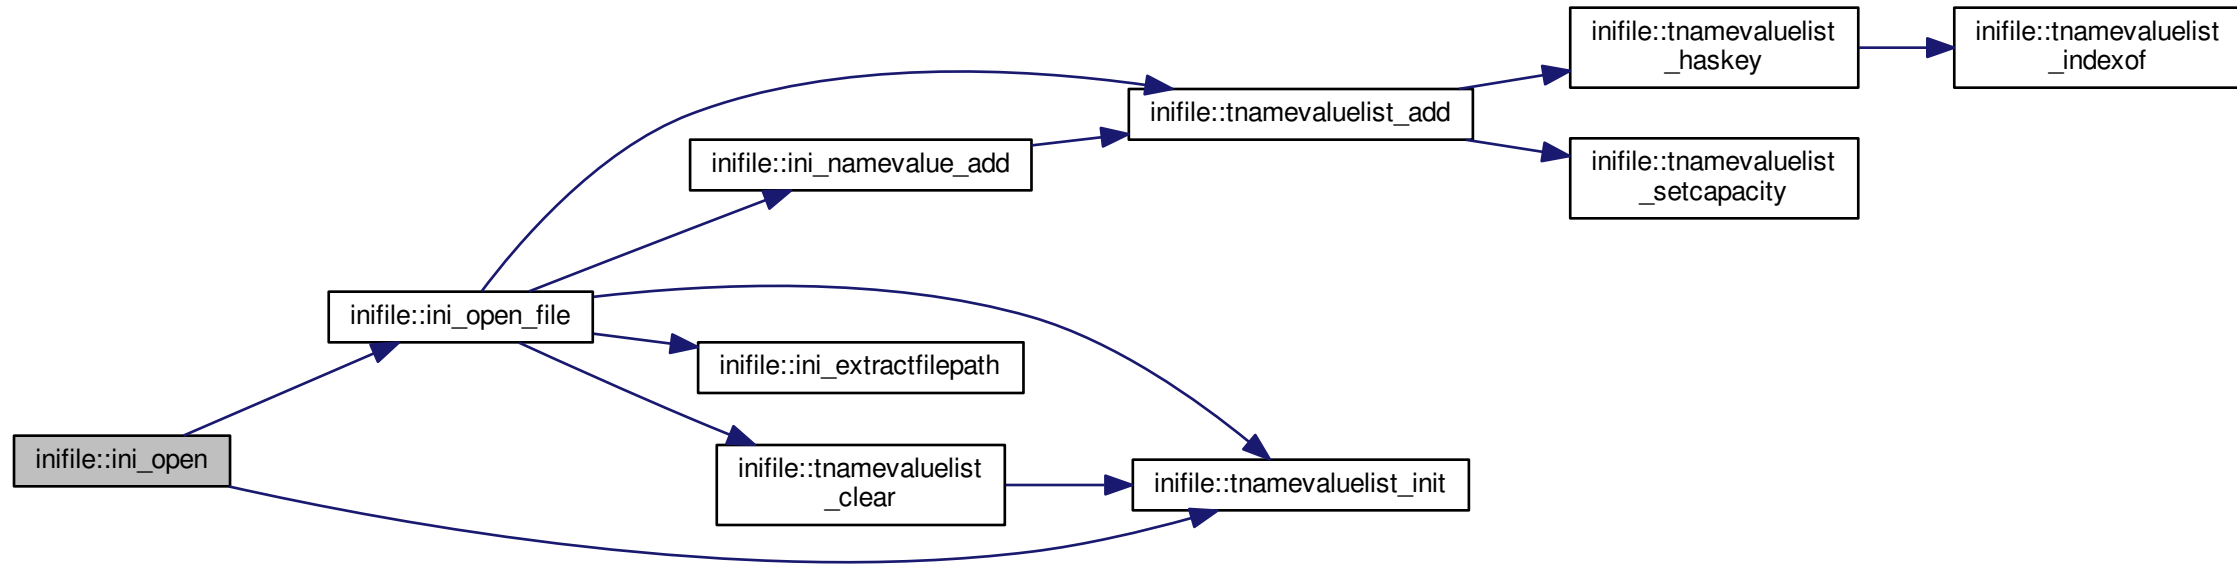 inifile::tnamevaluelist
_haskey
inifile::tnamevaluelist
_indexof
inifile::tnamevaluelist_add
inifile::ini_namevalue_add
inifile::tnamevaluelist
_setcapacity
inifile::ini_open_file
inifile::ini_extractfilepath
inifile::ini_open
inifile::tnamevaluelist
_clear
inifile::tnamevaluelist_init